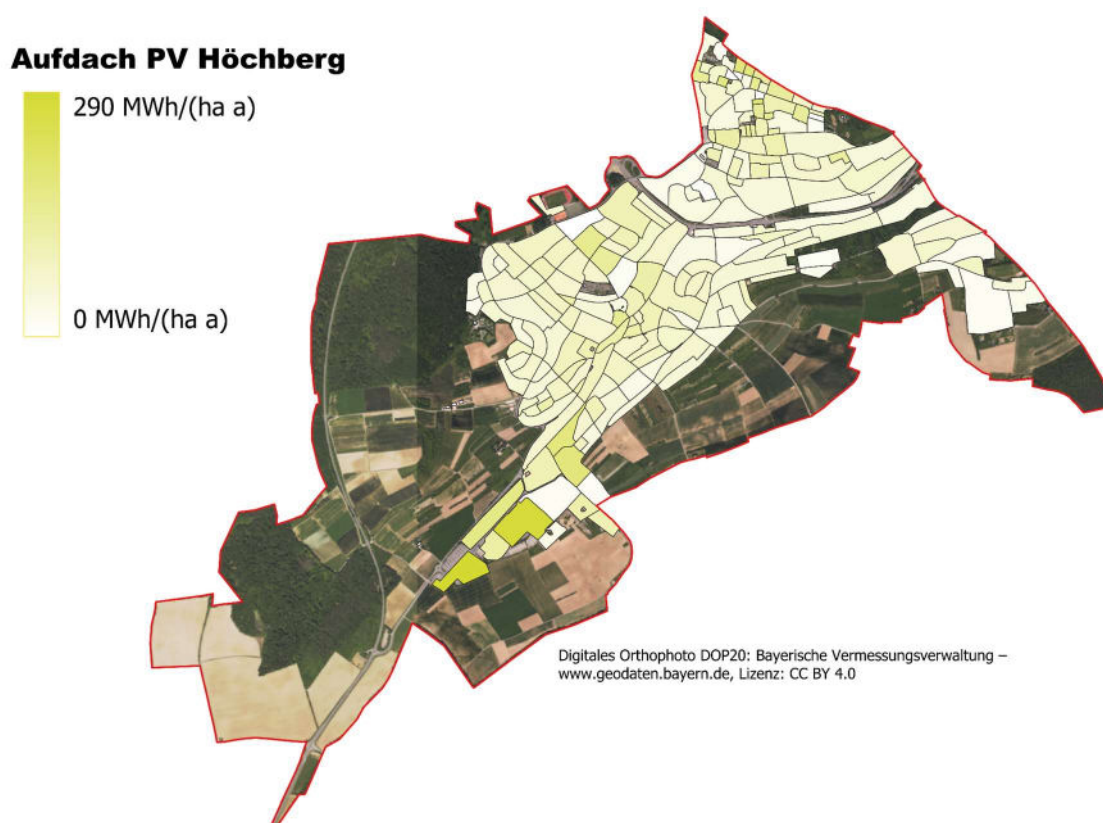 Aufdach PV Höchberg
290 MWh/(ha a)
0 MWh/(ha a)
Digitales Orthophoto DOP20: Bayerische Vermessungsverwaltung –
www.geodaten.bayern.de, Lizenz: CC BY 4.0